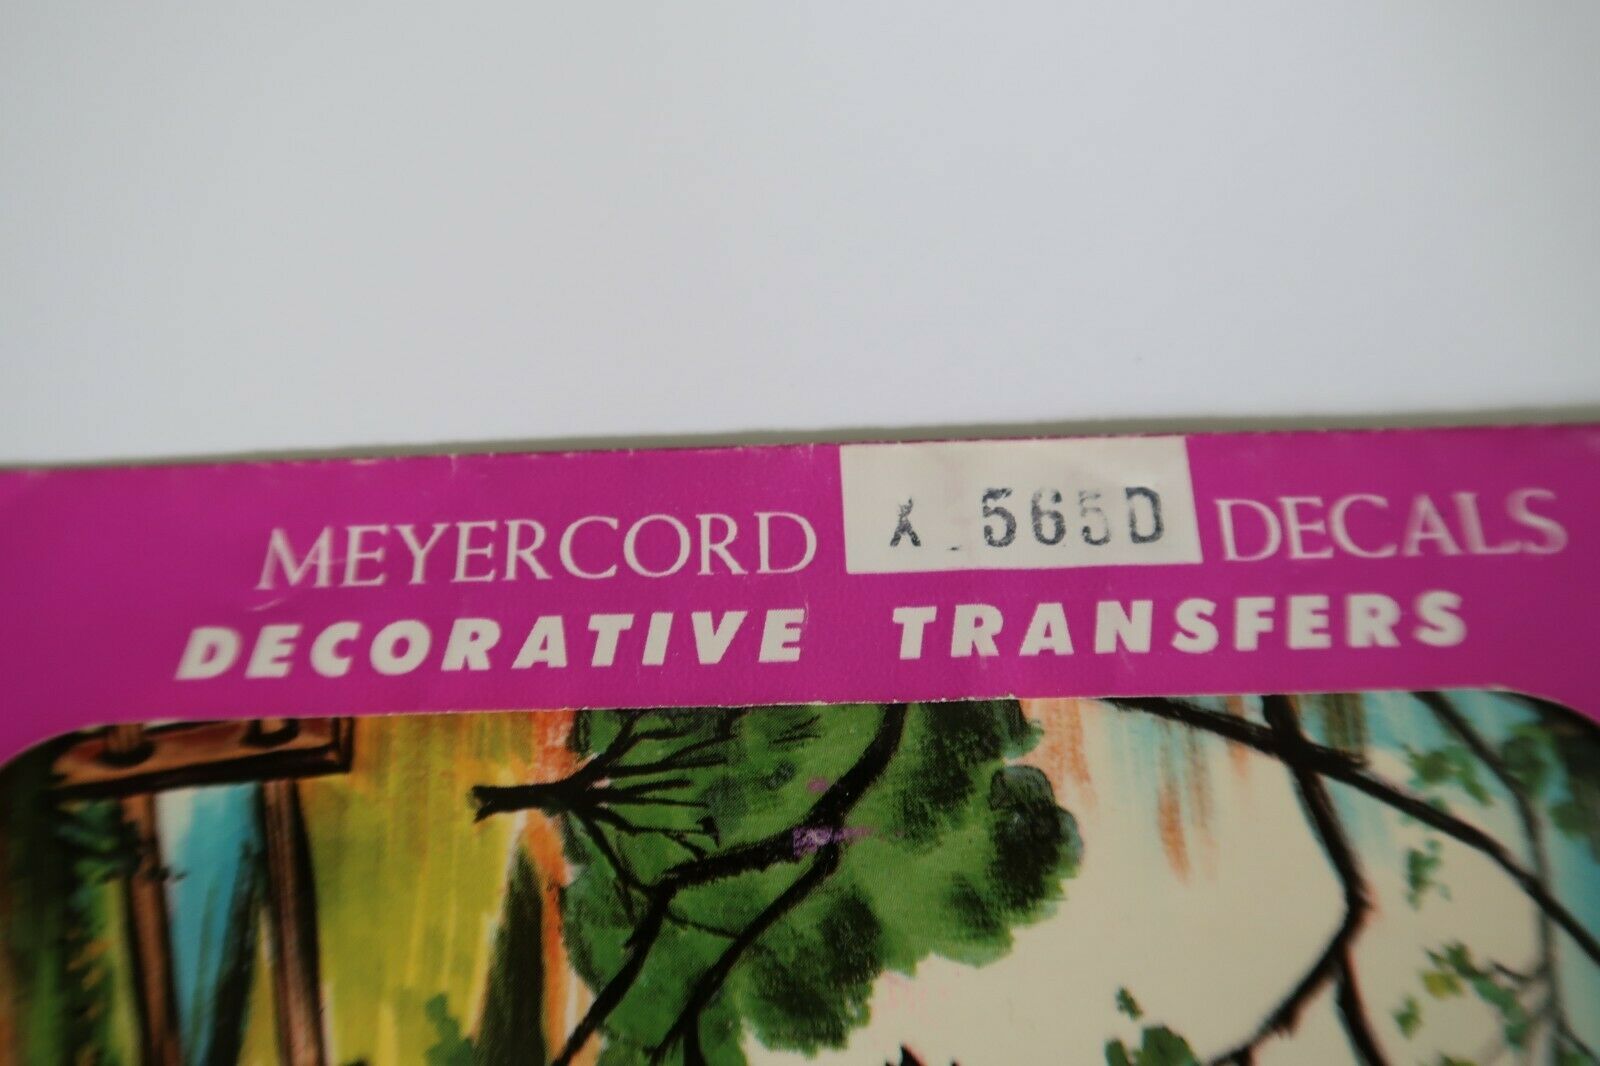 MEYERCORD X 565D DECALS
DECORATIVE TRANSFERS